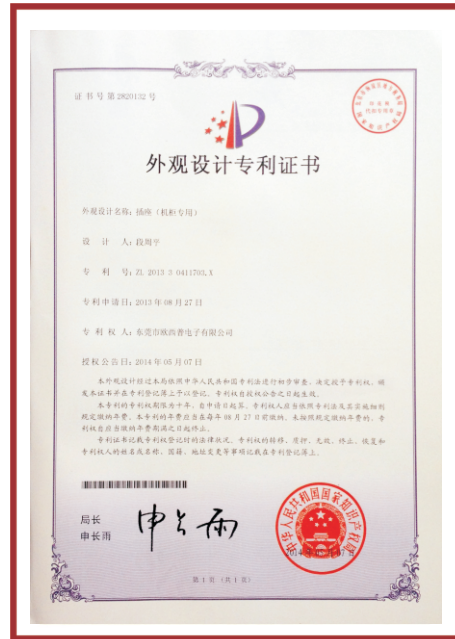 证书号第2820132号
外观设计专利证书
外观设计名称：插座（机柜专用）
设 计 人：段周宇
专 利 号：ZL 2013 3 0411703.X
专利申请日：2013年08月27日
专 利 权 人：东莞市欧尚普电子有限公司
授权公告日：2014年05月07日
本外观设计经过本局依照中华人民共和国专利法进行初步审查，决定授予专利权，颁
发本证书并在专利登记簿上予以登记。专利权自授权公告之日起生效。
本专利的专利权期限为十年，自申请日起算。专利权人应当依照专利法及其实施细则
规定缴纳年费。本专利的年费应当在每年08月27日前缴纳。未按照规定缴纳年费的，专
利权自应当缴纳年费期满之日起终止。
专利证书记载专利权登记时的法律状况。专利权的转移、质押、无效、终止、恢复和
专利权人的姓名或名称、国籍、地址变更等事项记载在专利登记簿上。
局长
申长雨
申长雨
中华人民共和国国家知识产权局
第1页（共1页）